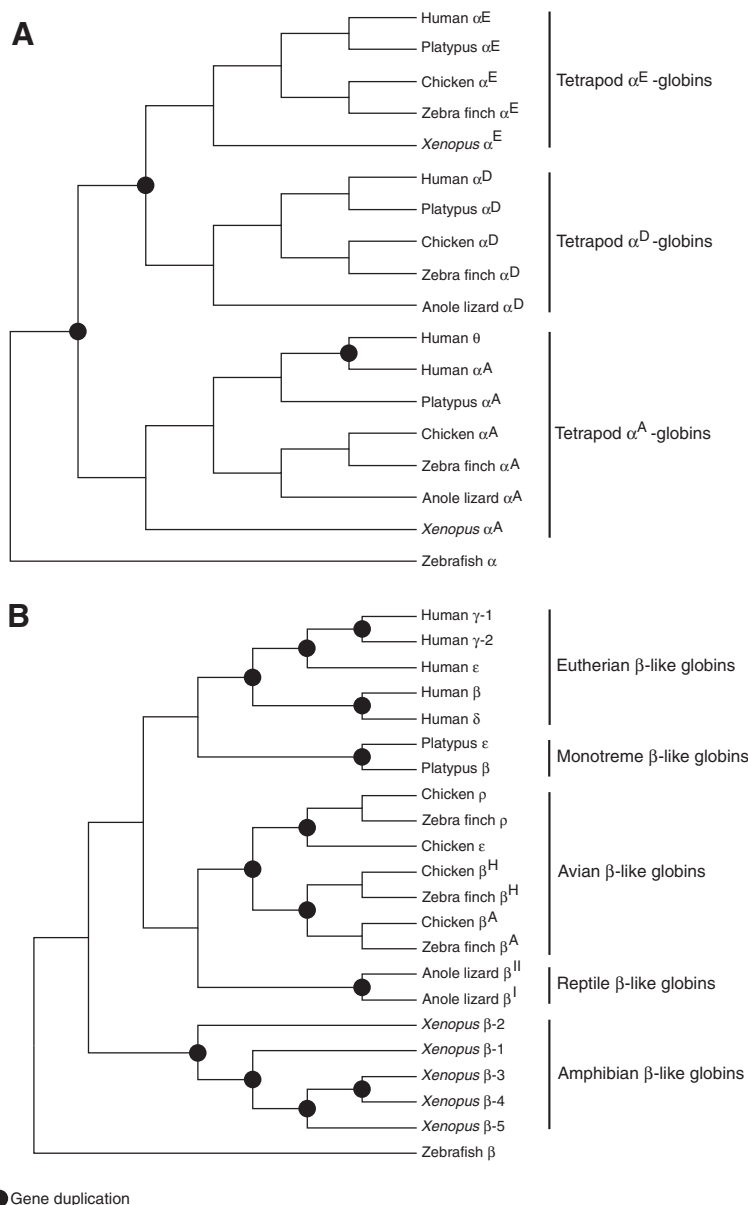 A
Human αE
Platypus αE
Chicken αE
Zebra finch αE
Xenopus αE
Tetrapod αE -globins
Human αD
Platypus αD
Chicken αD
Zebra finch αD
Anole lizard αD
Tetrapod αD -globins
Human θ
Human αA
Platypus αA
Chicken αA
Zebra finch αA
Anole lizard αA
Xenopus αA
Tetrapod αA -globins
Zebrafish α
B
Human γ-1
Human γ-2
Human ε
Human β
Human δ
Eutherian β-like globins
Platypus ε
Platypus β
Monotreme β-like globins
Chicken ρ
Zebra finch ρ
Chicken ε
Chicken βH
Zebra finch βH
Chicken βA
Zebra finch βA
Avian β-like globins
Anole lizard βII
Anole lizard βI
Reptile β-like globins
Xenopus β-2
Xenopus β-1
Xenopus β-3
Xenopus β-4
Xenopus β-5
Amphibian β-like globins
Zebrafish β
Gene duplication